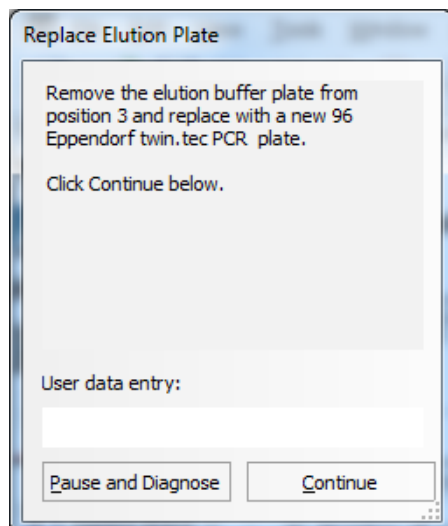 Replace Elution Plate
Remove the elution buffer plate from
position 3 and replace with a new 96
Eppendorf twin.tec PCR plate.
Click Continue below.
User data entry:
Pause and Diagnose
Continue